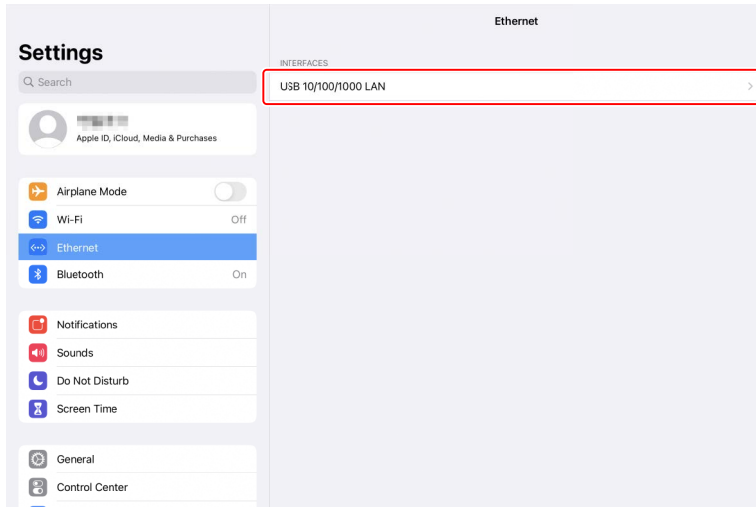 Ethernet
Settings
Search
Apple ID, iCloud, Media & Purchases
Airplane Mode
Wi-Fi Off
Ethernet
Bluetooth On
Notifications
Sounds
Do Not Disturb
Screen Time
General
Control Center
INTERFACES
USB 10/100/1000 LAN